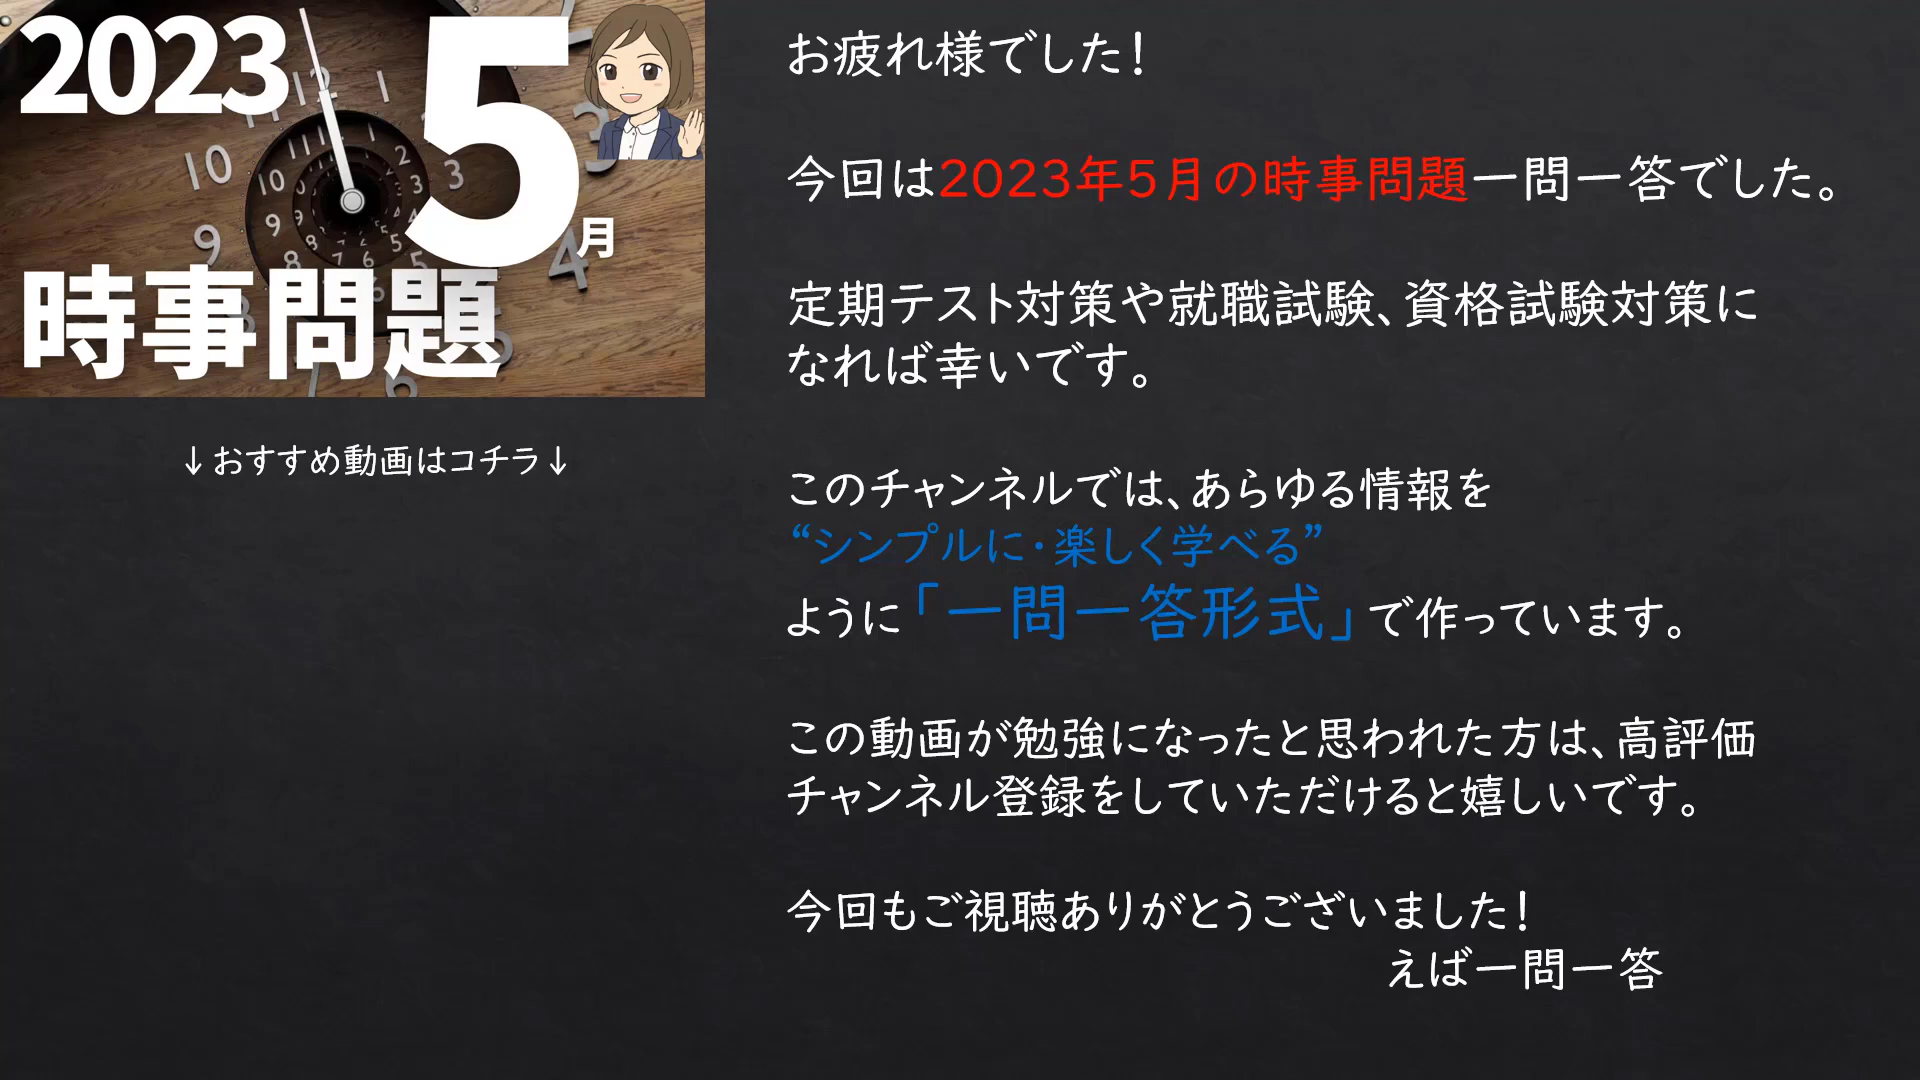 2023
5月
時事問題
↓おすすめ動画はコチラ↓
お疲れ様でした!
今回は2023年5月の時事問題一問一答でした。
定期テスト対策や就職試験、資格試験対策に
なれば幸いです。
このチャンネルでは、あらゆる情報を
“シンプルに・楽しく学べる”
ように「一問一答形式」で作っています。
この動画が勉強になったと思われた方は、高評価
チャンネル登録をしていただけると嬉しいです。
今回もご視聴ありがとうございました!
えば一問一答